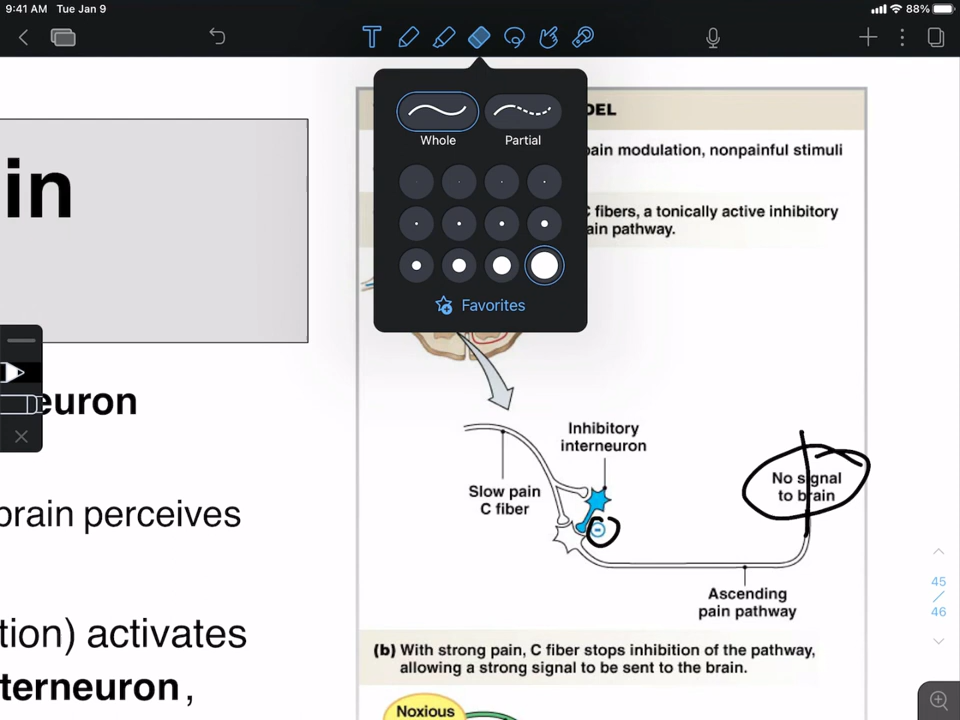 9:41 AM Tue Jan 9
88%
T
Whole
Partial
Favorites
in
euron
brain perceives
tion) activates
terneuron,
DEL
pain modulation, nonpainful stimuli
C fibers, a tonically active inhibitory
ain pathway.
Inhibitory
interneuron
Slow pain
C fiber
No signal
to brain
Ascending
pain pathway
(b) With strong pain, C fiber stops inhibition of the pathway,
allowing a strong signal to be sent to the brain.
Noxious
45
/
46